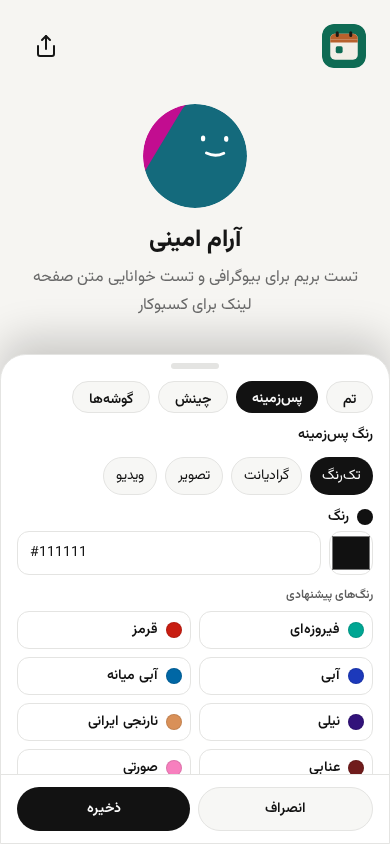 آرام امینی
تست بریم برای بیوگرافی و تست خوانایی متن صفحه
لینک برای کسبوکار
تم
پس‌زمینه
چینش
گوشه‌ها
رنگ پس‌زمینه
تک‌رنگ
گرادیانت
تصویر
ویدیو
رنگ
#111111
رنگ‌های پیشنهادی
فیروزه‌ای
قرمز
آبی
آبی میانه
نیلی
نارنجی ایرانی
عنابی
صورتی
انصراف
ذخیره